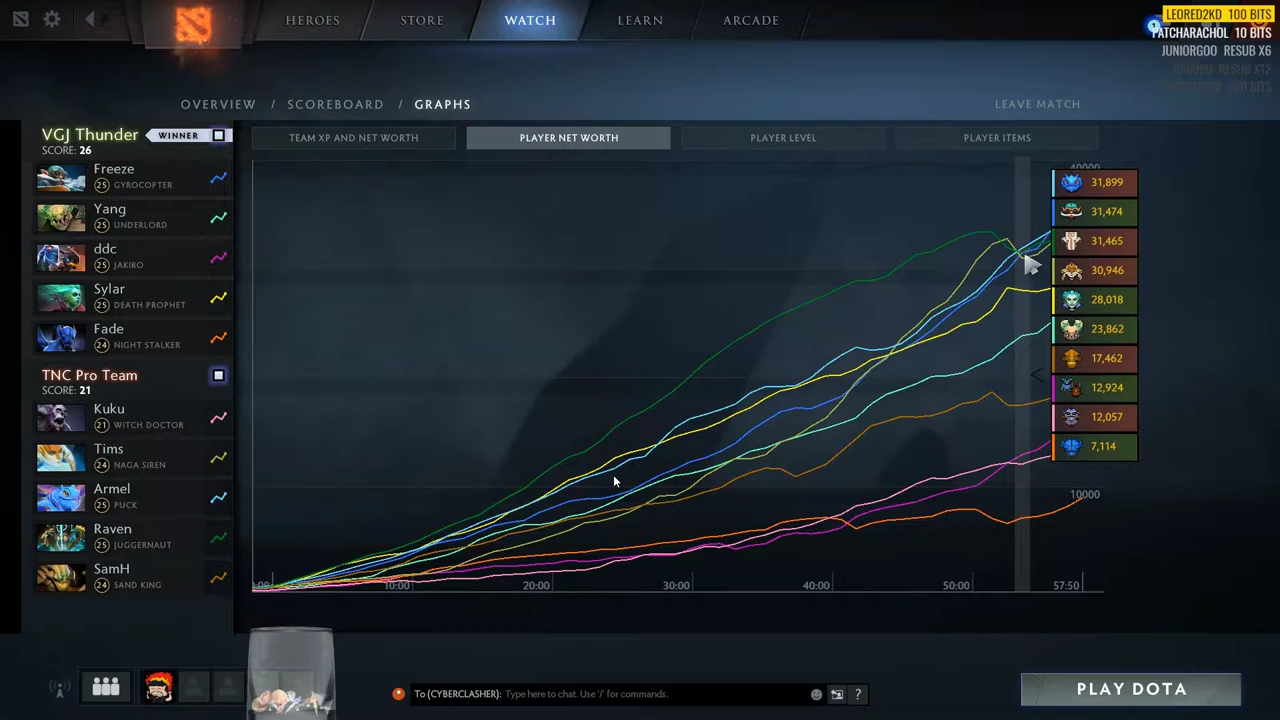 HEROES
STORE
WATCH
LEARN
ARCADE
LEORED2KD 100 BITS
PATCHARACHOL 10 BITS
JUNIORGOO RESUB X6
RESUB X12
OVERVIEW / SCOREBOARD / GRAPHS
LEAVE MATCH
VGJ Thunder
WINNER
SCORE: 26
TEAM XP AND NET WORTH
PLAYER NET WORTH
PLAYER LEVEL
PLAYER ITEMS
Freeze
25 GYROCOPTER
Yang
25 UNDERLORD
ddc
25 JAKIRO
Sylar
25 DEATH PROPHET
Fade
24 NIGHT STALKER
TNC Pro Team
SCORE: 21
Kuku
21 WITCH DOCTOR
Tims
24 NAGA SIREN
Armel
25 PUCK
Raven
25 JUGGERNAUT
SamH
24 SAND KING
40000
31,899
31,474
31,465
30,946
28,018
23,862
17,462
12,924
12,057
7,114
10000
10:00
20:00
30:00
40:00
50:00
57:50
To (CYBERCLASHER): Type here to chat. Use '/' for commands.
?
PLAY DOTA